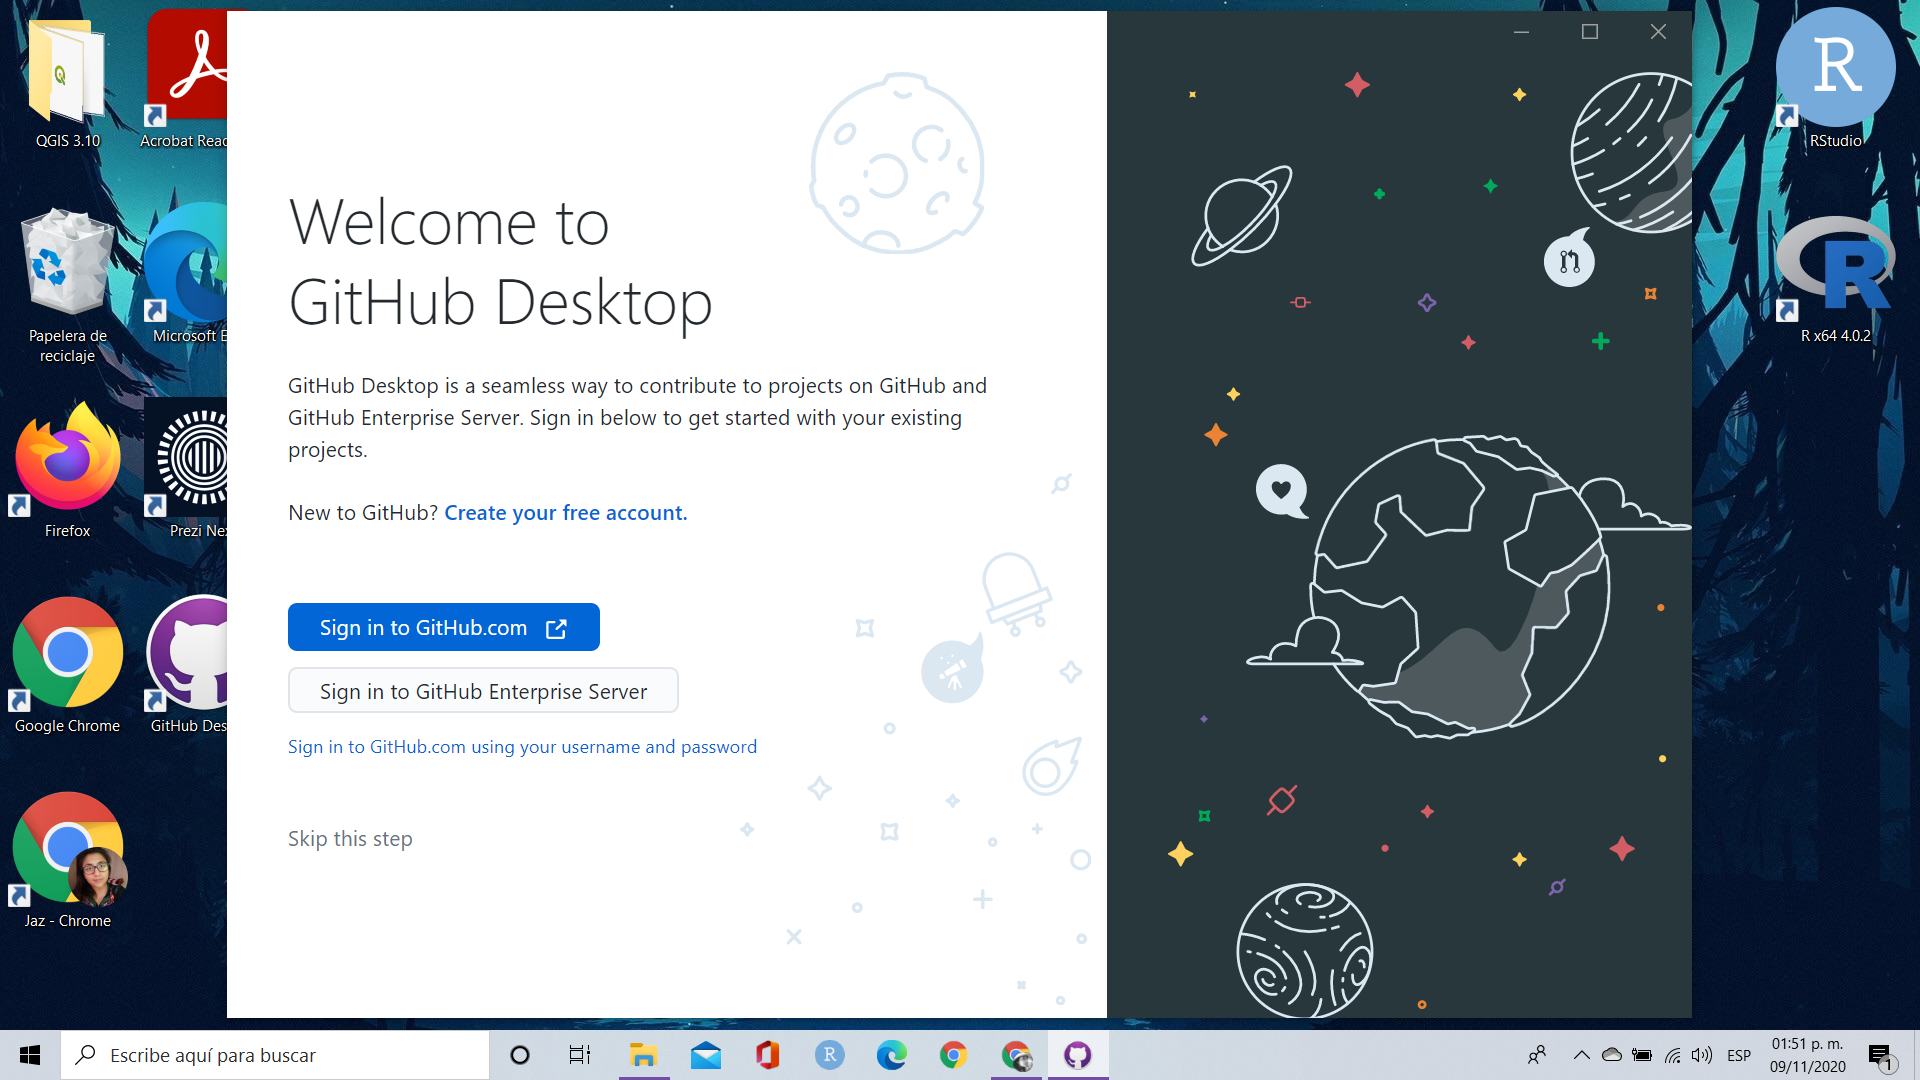 QGIS 3.10
Acrobat Read
Papelera de
reciclaje
Microsoft E
Firefox
Prezi Nex
Google Chrome
GitHub Des
Jaz - Chrome
Welcome to
GitHub Desktop
GitHub Desktop is a seamless way to contribute to projects on GitHub and
GitHub Enterprise Server. Sign in below to get started with your existing
projects.
New to GitHub? Create your free account.
Sign in to GitHub.com
Sign in to GitHub Enterprise Server
Sign in to GitHub.com using your username and password
Skip this step
R
RStudio
R
R x64 4.0.2
Escribe aquí para buscar
R
ESP
01:51 p. m.
09/11/2020
1